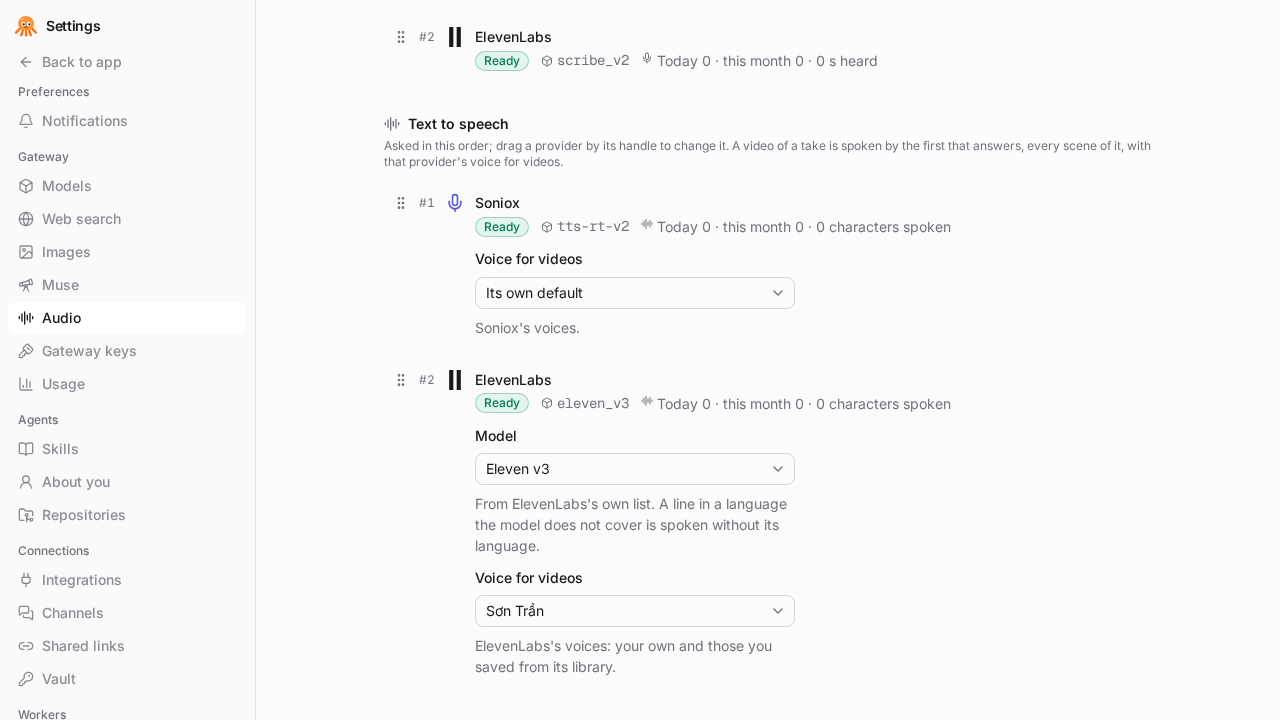 Settings
Back to app
Preferences
Notifications
Gateway
Models
Web search
Images
Muse
Audio
Gateway keys
Usage
Agents
Skills
About you
Repositories
Connections
Integrations
Channels
Shared links
Vault
Workers
#2 ElevenLabs
Ready scribe_v2 Today 0 · this month 0 · 0 s heard
Text to speech
Asked in this order; drag a provider by its handle to change it. A video of a take is spoken by the first that answers, every scene of it, with
that provider's voice for videos.
#1 Soniox
Ready tts-rt-v2 Today 0 · this month 0 · 0 characters spoken
Voice for videos
Its own default
Soniox's voices.
#2 ElevenLabs
Ready eleven_v3 Today 0 · this month 0 · 0 characters spoken
Model
Eleven v3
From ElevenLabs's own list. A line in a language
the model does not cover is spoken without its
language.
Voice for videos
Sơn Trần
ElevenLabs's voices: your own and those you
saved from its library.